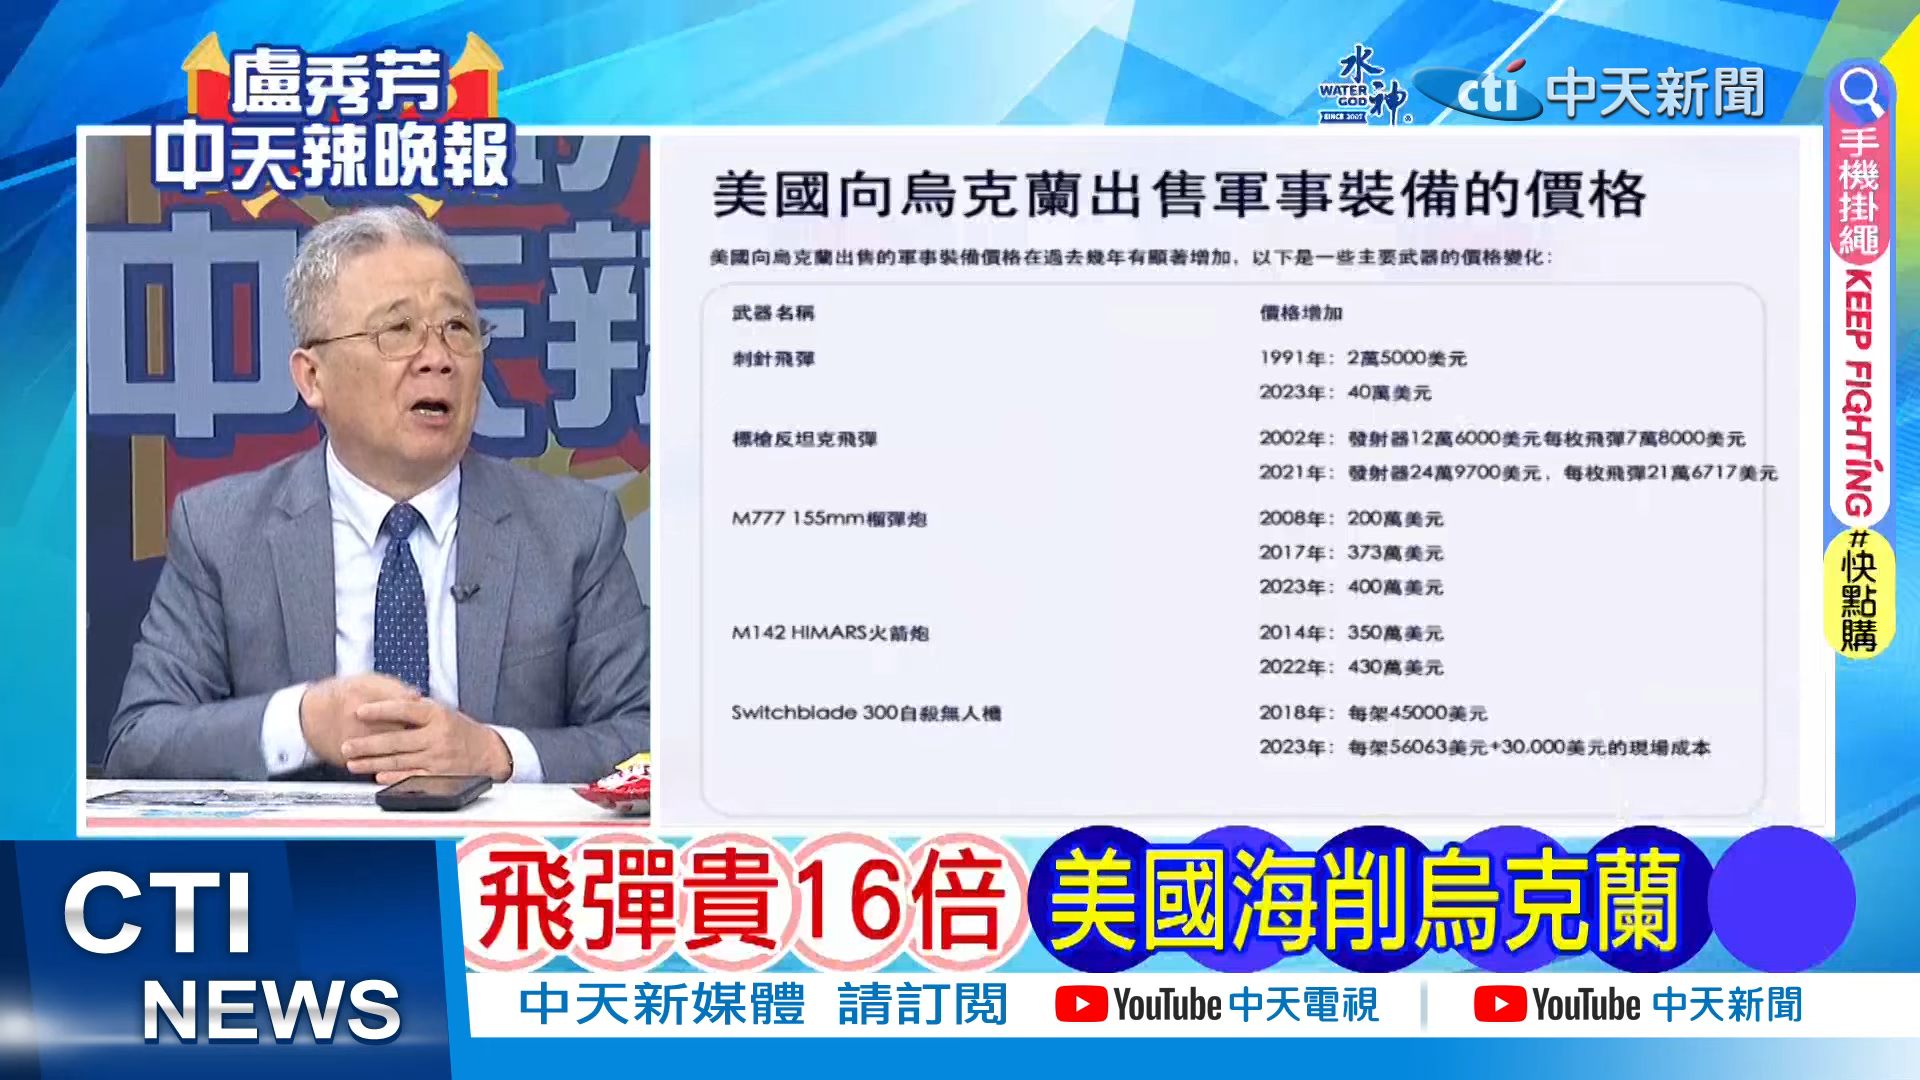 盧秀芳
中天辣晚報
水神
WATER GOD
SINCE 2007
cti 中天新聞
手機掛繩 KEEP FIGHTING #快點購
美國向烏克蘭出售軍事裝備的價格
美國向烏克蘭出售的軍事裝備價格在過去幾年有顯著增加，以下是一些主要武器的價格變化：
武器名稱 價格增加
刺針飛彈 1991年：2萬5000美元
2023年：40萬美元
標槍反坦克飛彈 2002年：發射器12萬6000美元每枚飛彈7萬8000美元
2021年：發射器24萬9700美元，每枚飛彈21萬6717美元
M777 155mm榴彈炮 2008年：200萬美元
2017年：373萬美元
2023年：400萬美元
M142 HIMARS火箭炮 2014年：350萬美元
2022年：430萬美元
Switchblade 300自殺無人機 2018年：每架45000美元
2023年：每架56063美元+30,000美元的現場成本
飛彈貴16倍 美國海削烏克蘭
CTI
NEWS
中天新媒體 請訂閱 YouTube 中天電視 | YouTube 中天新聞